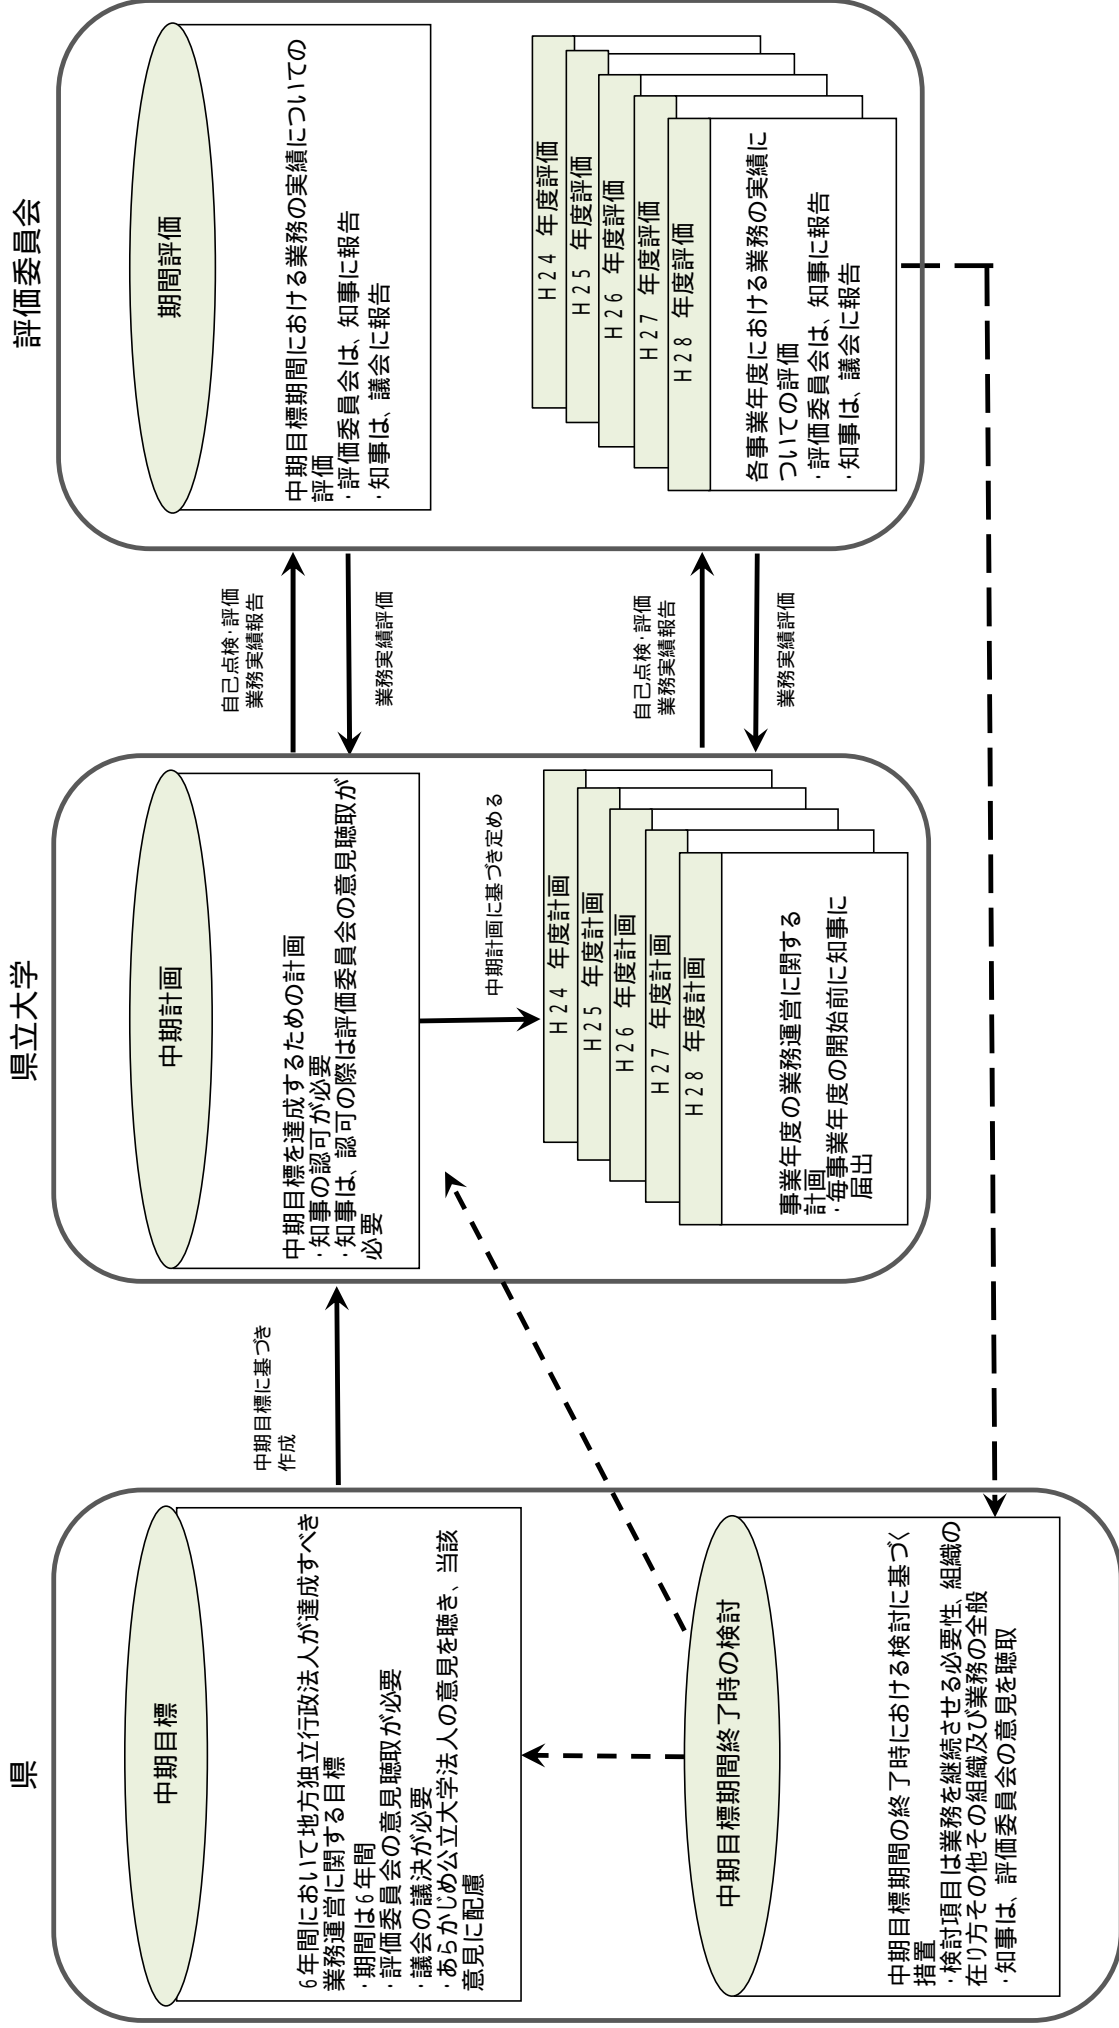 県
中期目標
6年間において地方独立行政法人が達成すべき
業務運営に関する目標
・期間は6年間
・評価委員会の意見聴取が必要
・議会の議決が必要
・あらかじめ公立大学法人の意見を聴き、当該
意見に配慮
中期目標期間終了時の検討
中期目標期間の終了時における検討に基づく
措置
・検討項目は業務を継続させる必要性、組織の
在り方その他その組織及び業務の全般
・知事は、評価委員会の意見を聴取
中期目標に基づき
作成
県立大学
中期計画
中期目標を達成するための計画
・知事の認可が必要
・知事は、認可の際は評価委員会の意見聴取が
必要
中期計画に基づき定める
H24 年度計画
H25 年度計画
H26 年度計画
H27 年度計画
H28 年度計画
事業年度の業務運営に関する
計画
・毎事業年度の開始前に知事に
届出
自己点検・評価
業務実績報告
業務実績評価
自己点検・評価
業務実績報告
業務実績評価
評価委員会
期間評価
中期目標期間における業務の実績についての
評価
・評価委員会は、知事に報告
・知事は、議会に報告
H24 年度評価
H25 年度評価
H26 年度評価
H27 年度評価
H28 年度評価
各事業年度における業務の実績に
ついての評価
・評価委員会は、知事に報告
・知事は、議会に報告